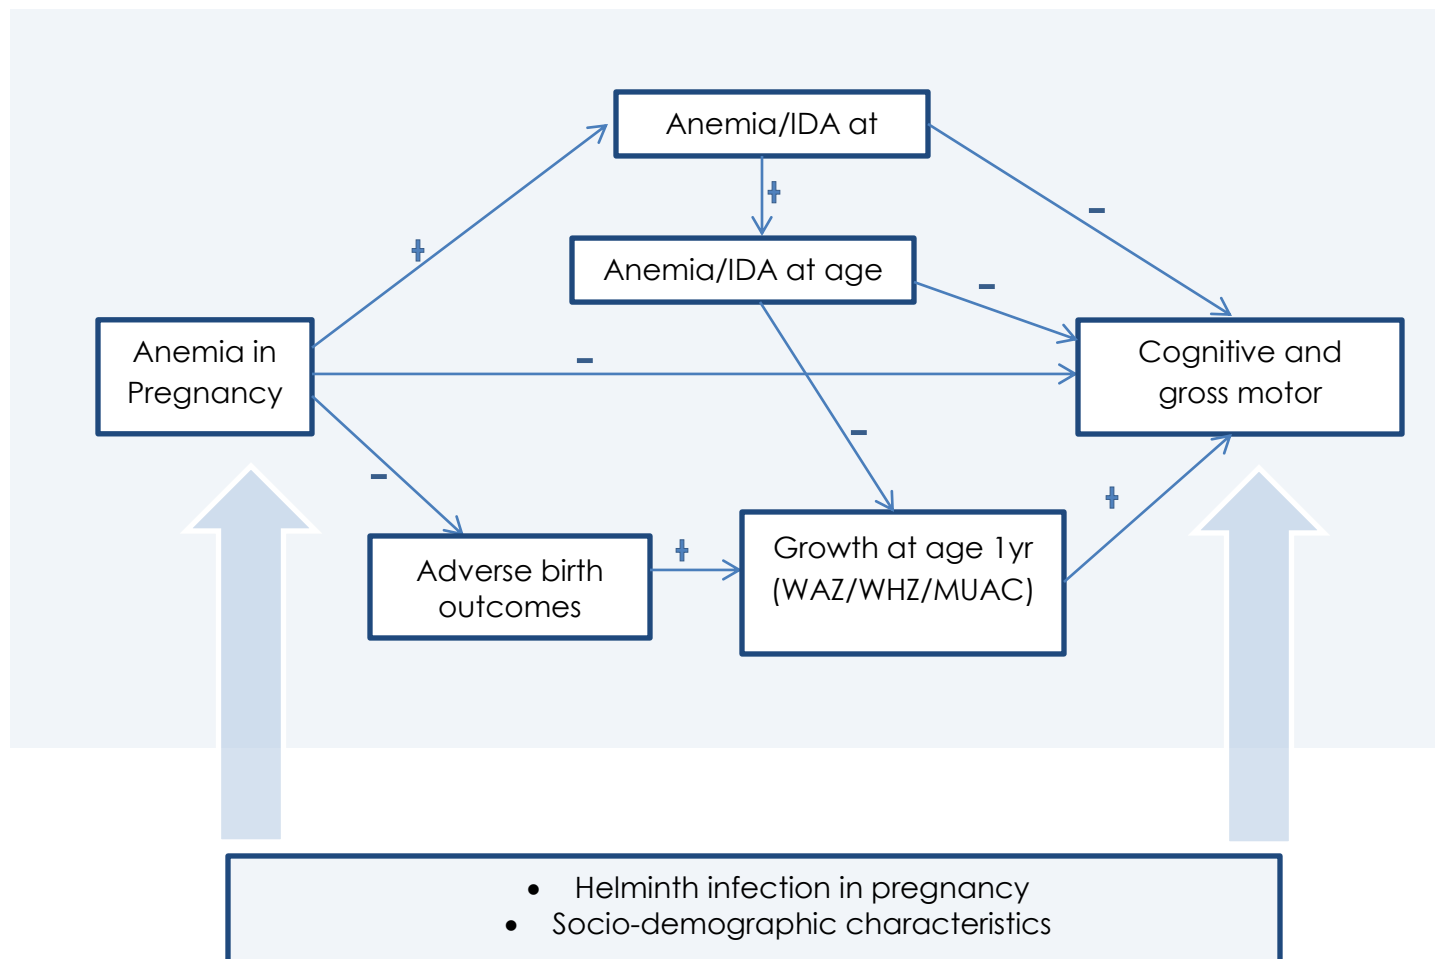 Anemia/IDA at
+
-
+
Anemia/IDA at age
-
Anemia in
Pregnancy
-
Cognitive and
gross motor
-
-
+
Adverse birth
outcomes
+
Growth at age 1yr
(WAZ/WHZ/MUAC)
• Helminth infection in pregnancy
• Socio-demographic characteristics